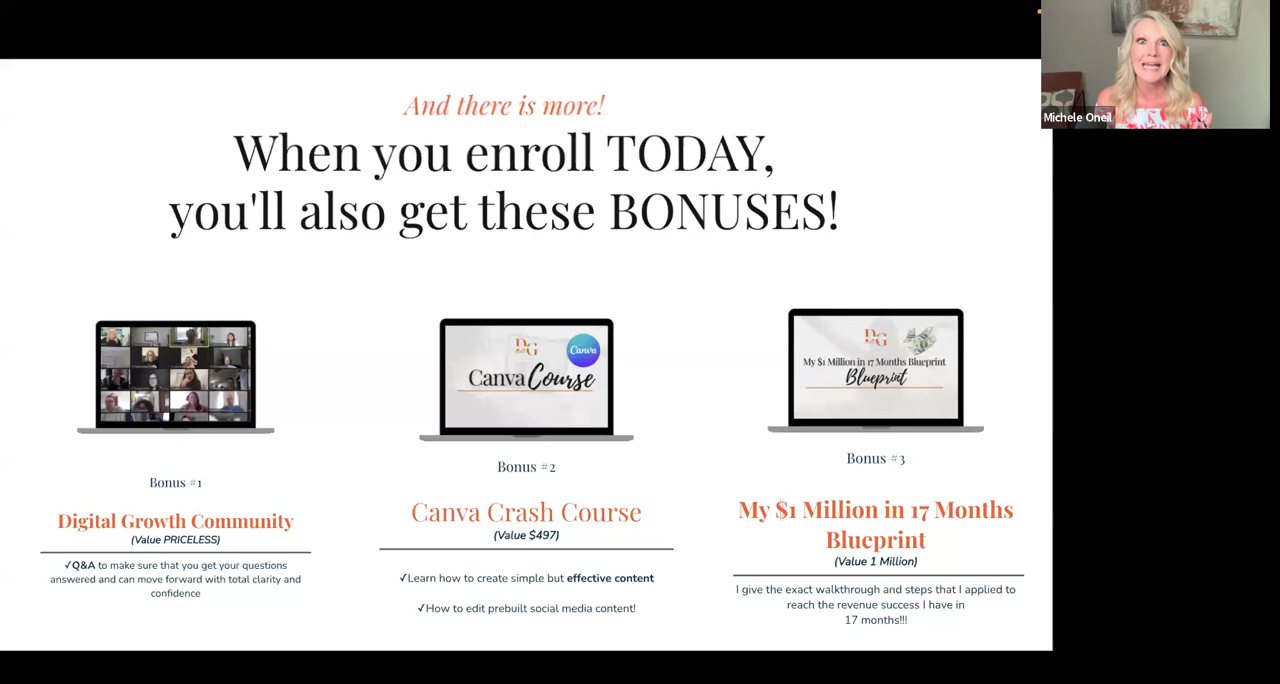 Michele Oneil
And there is more!
When you enroll TODAY,
you'll also get these BONUSES!
DG
Canva
Canva Course
DG
My $1 Million in 17 Months Blueprint
Blueprint
Bonus #1
Digital Growth Community
(Value PRICELESS)
✓Q&A to make sure that you get your questions
answered and can move forward with total clarity and
confidence
Bonus #2
Canva Crash Course
(Value $497)
✓Learn how to create simple but effective content
✓How to edit prebuilt social media content!
Bonus #3
My $1 Million in 17 Months
Blueprint
(Value 1 Million)
I give the exact walkthrough and steps that I applied to
reach the revenue success I have in
17 months!!!